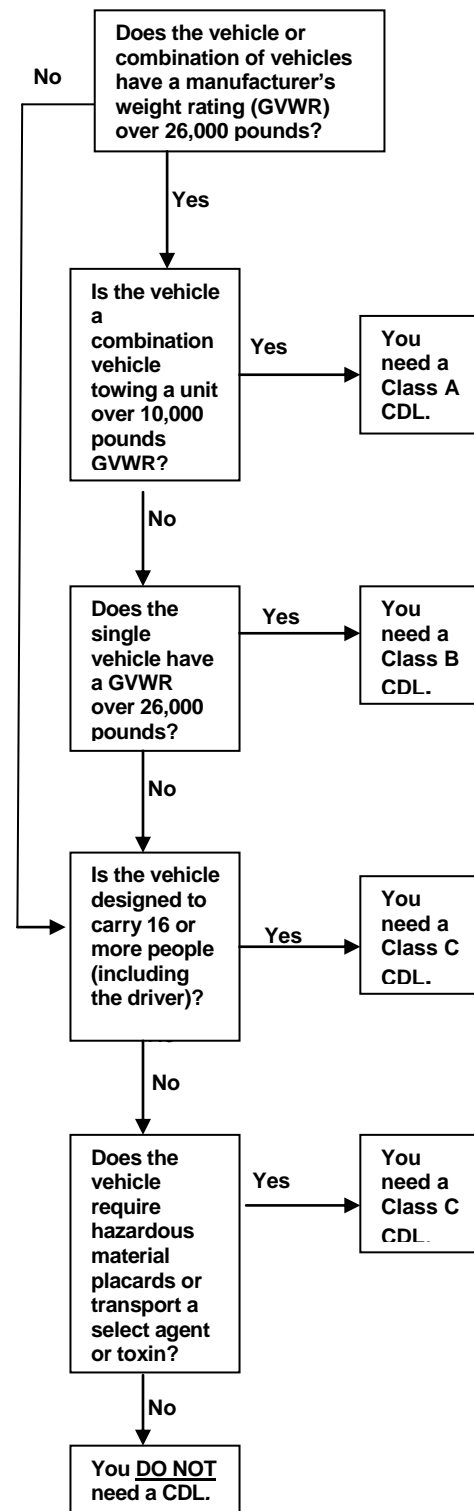 Does the vehicle or
combination of vehicles
have a manufacturer’s
weight rating (GVWR)
over 26,000 pounds?
No
Yes
Is the vehicle
a
combination
vehicle
towing a unit
over 10,000
pounds
GVWR?
Yes
You
need a
Class A
CDL.
No
Does the
single
vehicle have
a GVWR
over 26,000
pounds?
Yes
You
need a
Class B
CDL.
No
Is the vehicle
designed to
carry 16 or
more people
(including
the driver)?
Yes
You
need a
Class C
CDL.
No
Does the
vehicle
require
hazardous
material
placards or
transport a
select agent
or toxin?
Yes
You
need a
Class C
CDL.
No
You DO NOT
need a CDL.